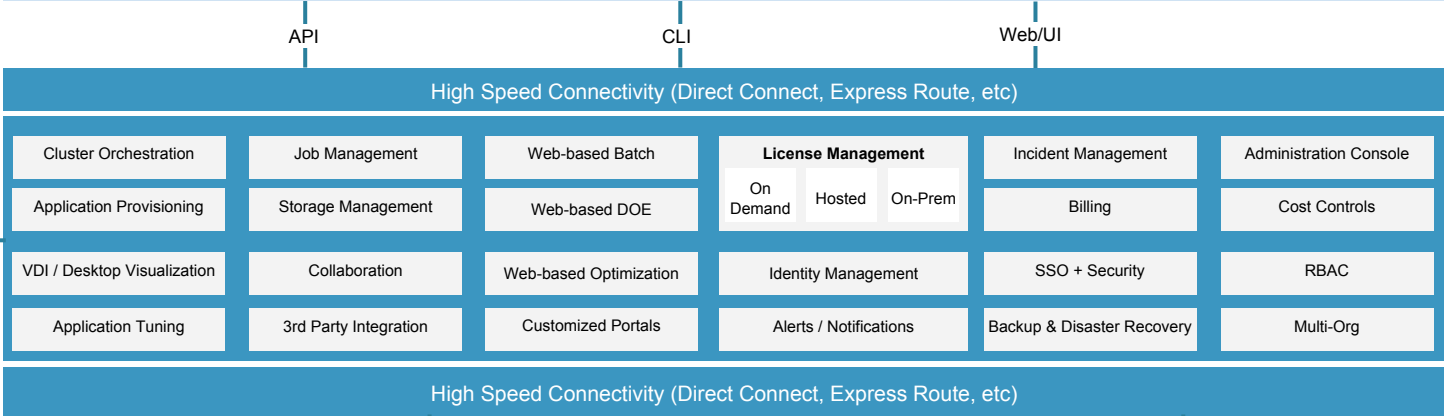 API
CLI
Web/UI
High Speed Connectivity (Direct Connect, Express Route, etc)
Cluster Orchestration
Job Management
Web-based Batch
License Management
Incident Management
Administration Console
On
Demand
Hosted
On-Prem
Application Provisioning
Storage Management
Web-based DOE
Billing
Cost Controls
VDI / Desktop Visualization
Collaboration
Web-based Optimization
Identity Management
SSO + Security
RBAC
Application Tuning
3rd Party Integration
Customized Portals
Alerts / Notifications
Backup & Disaster Recovery
Multi-Org
High Speed Connectivity (Direct Connect, Express Route, etc)